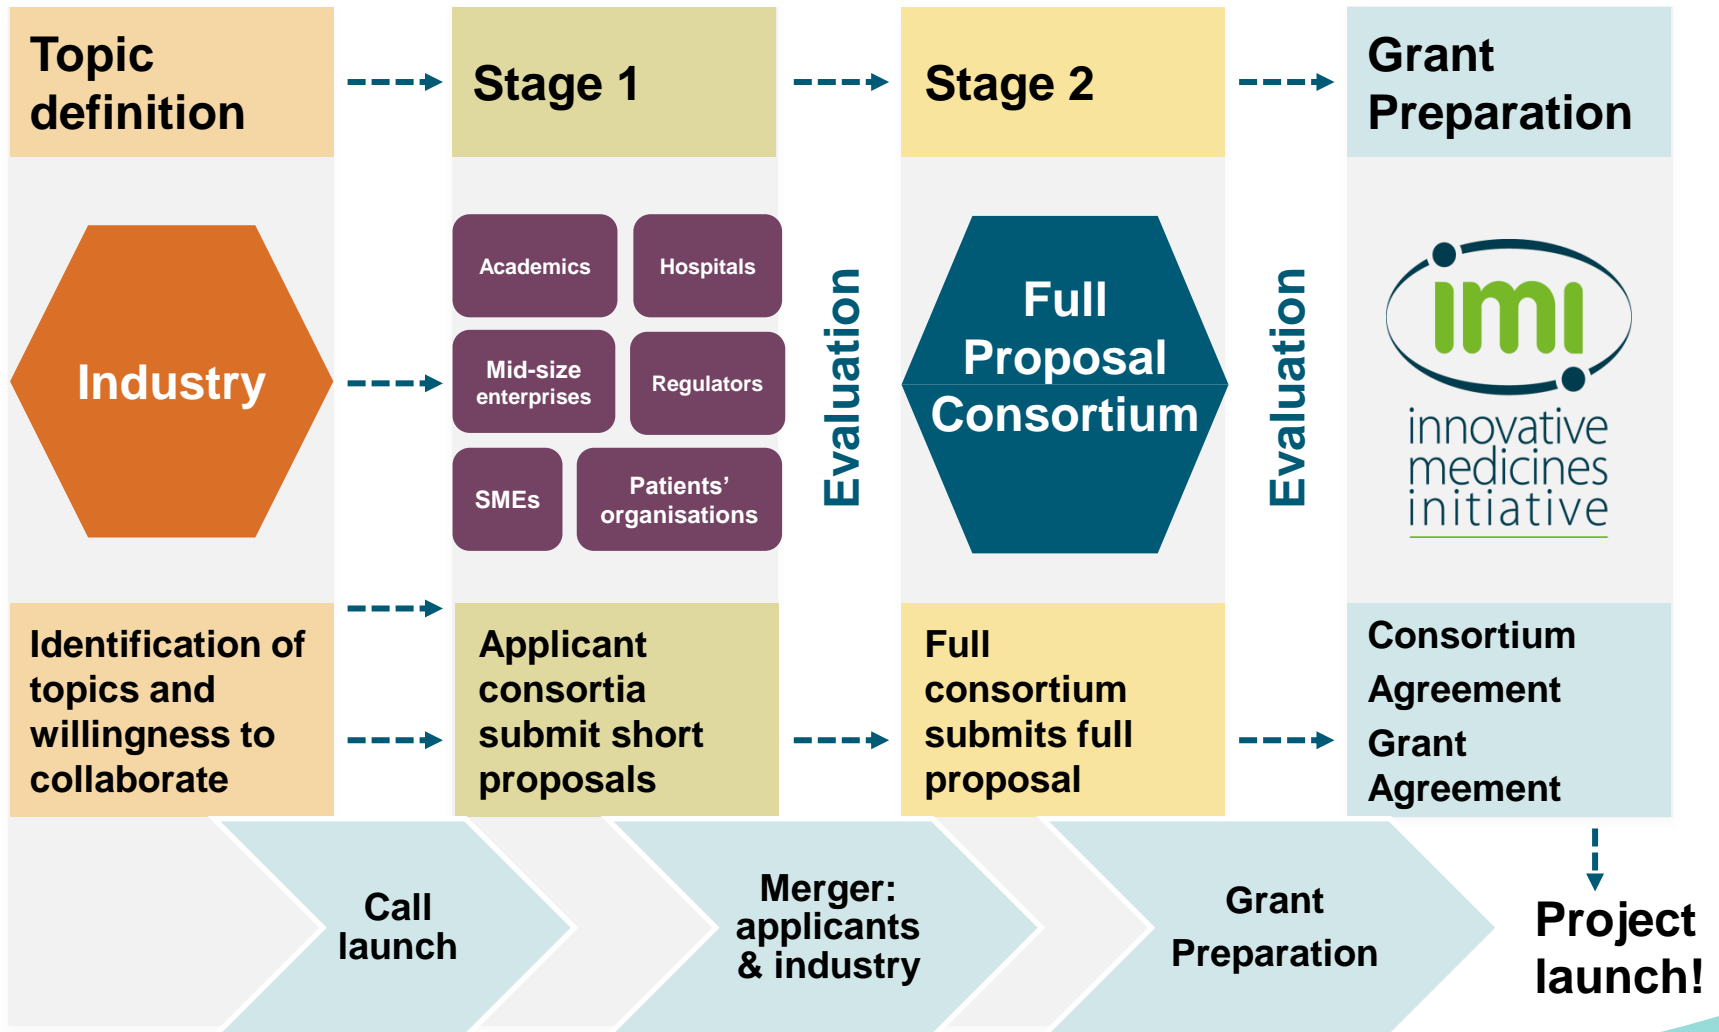 Topic
definition
Stage 1
Stage 2
Grant
Preparation
Industry
Academics
Hospitals
Mid-size
enterprises
Regulators
SMEs
Patients’
organisations
Evaluation
Full
Proposal
Consortium
Evaluation
imi
innovative
medicines
initiative
Identification of
topics and
willingness to
collaborate
Applicant
consortia
submit short
proposals
Full
consortium
submits full
proposal
Consortium
Agreement
Grant
Agreement
Call
launch
Merger:
applicants
& industry
Grant
Preparation
Project
launch!